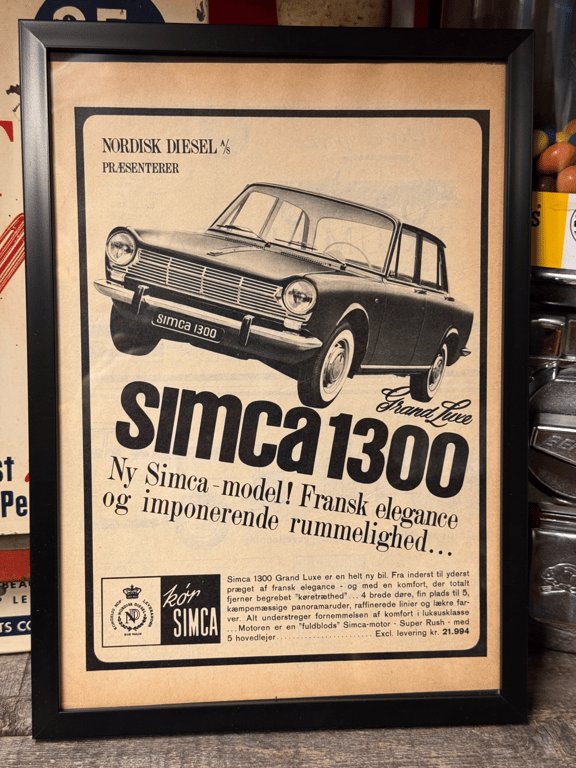 NORDISK DIESEL A/S
PRÆSENTERER
simca 1300
Grand Luxe
simca 1300
Ny Simca-model! Fransk elegance
og imponerende rummelighed...
kør
SIMCA
Simca 1300 Grand Luxe er en helt ny bil. Fra inderst til yderst
præget af fransk elegance - og med en komfort, der totalt
fjerner begrebet "køretræthed"... 4 brede døre, fin plads til 5,
kæmpemæssige panoramaruder, raffinerede linier og lækre far-
ver. Alt understreger fornemmelsen af komfort i luksusklasse
...Motoren er en "fuldblods" Simca-motor - Super Rush - med
5 hovedlejer. Excl. levering kr. 21.994